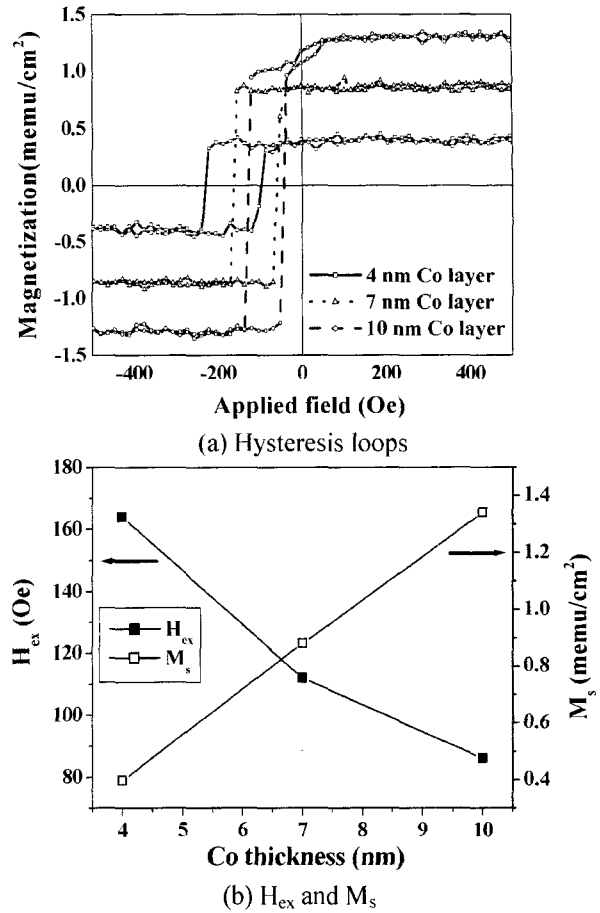 1.5
1.0
0.5
0.0
-0.5
-1.0
-1.5
Magnetization(memu/cm²)
4 nm Co layer
7 nm Co layer
10 nm Co layer
-400 -200 0 200 400
Applied field (Oe)
(a) Hysteresis loops
180
160
140
120
100
80
H_ex (Oe)
H_ex
M_s
1.4
1.2
1.0
0.8
0.6
0.4
M_s (memu/cm²)
4 5 6 7 8 9 10
Co thickness (nm)
(b) H_ex and M_s